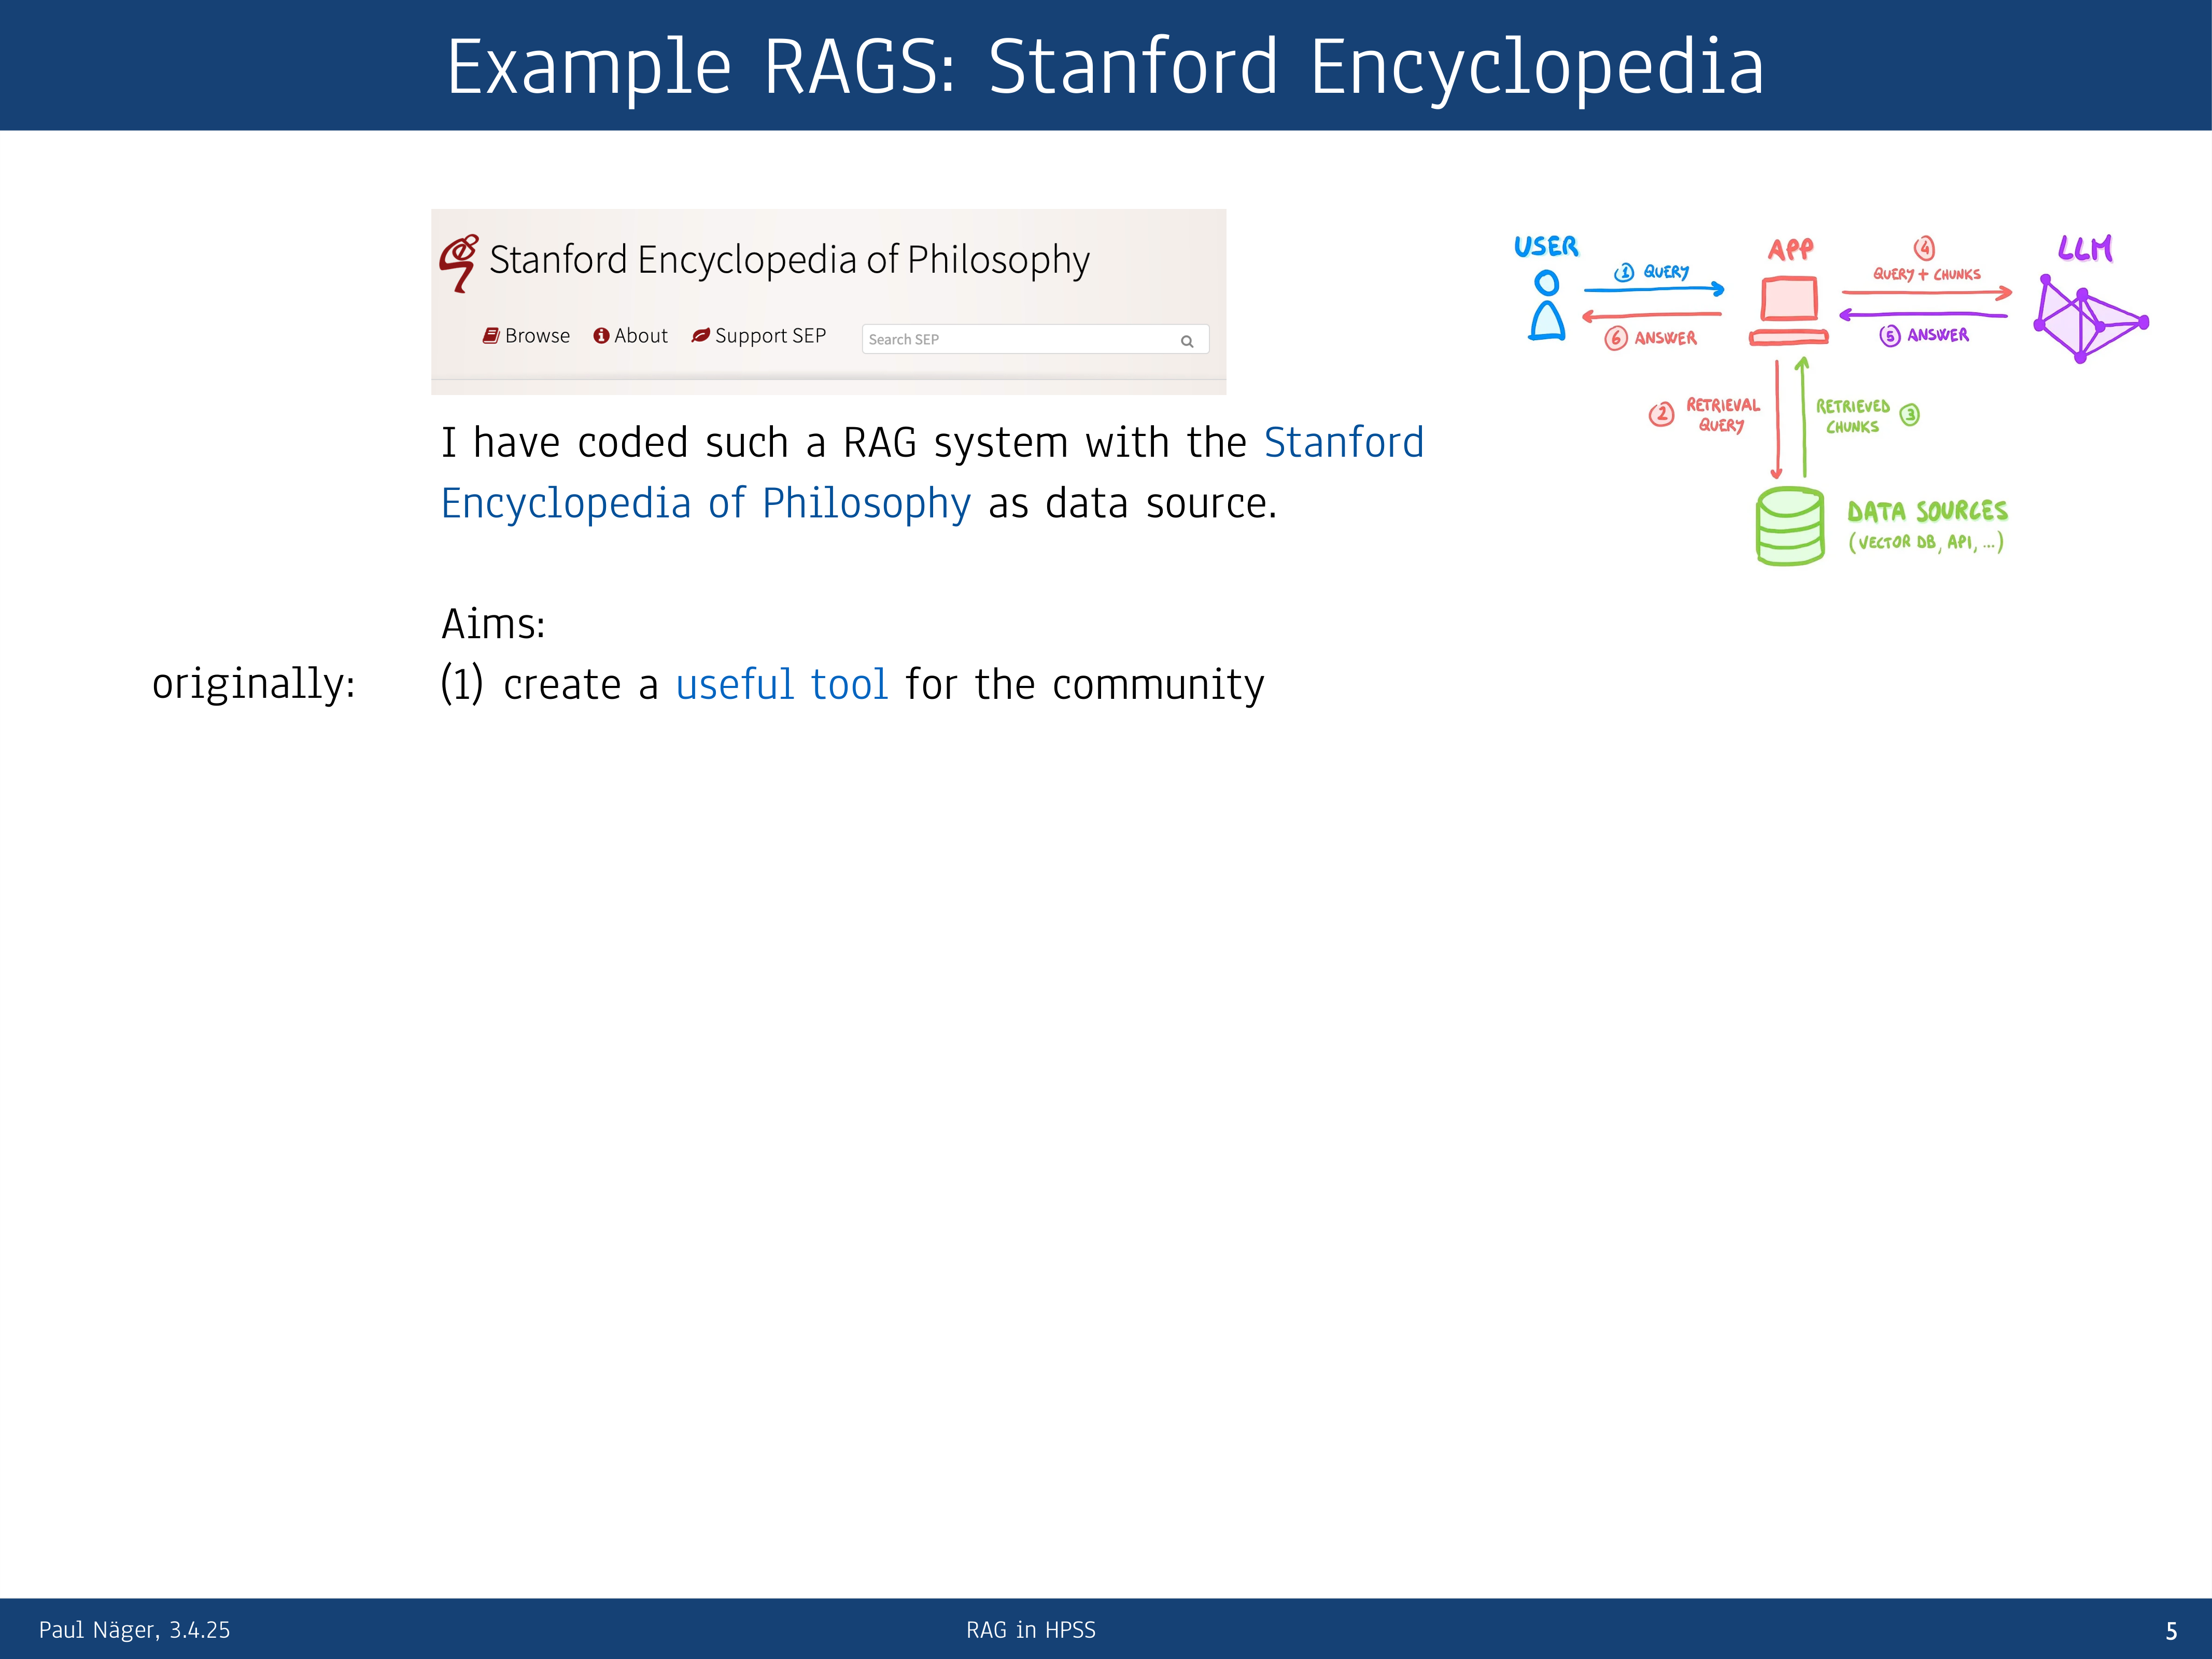 Example RAGS: Stanford Encyclopedia
Stanford Encyclopedia of Philosophy
Browse About Support SEP Search SEP
I have coded such a RAG system with the Stanford
Encyclopedia of Philosophy as data source.
Aims:
originally: (1) create a useful tool for the community
USER
APP
LLM
① QUERY
⑥ ANSWER
④
QUERY + CHUNKS
⑤ ANSWER
② RETRIEVAL
QUERY
RETRIEVED ③
CHUNKS
DATA SOURCES
(VECTOR DB, API, ...)
Paul Näger, 3.4.25
RAG in HPSS
5